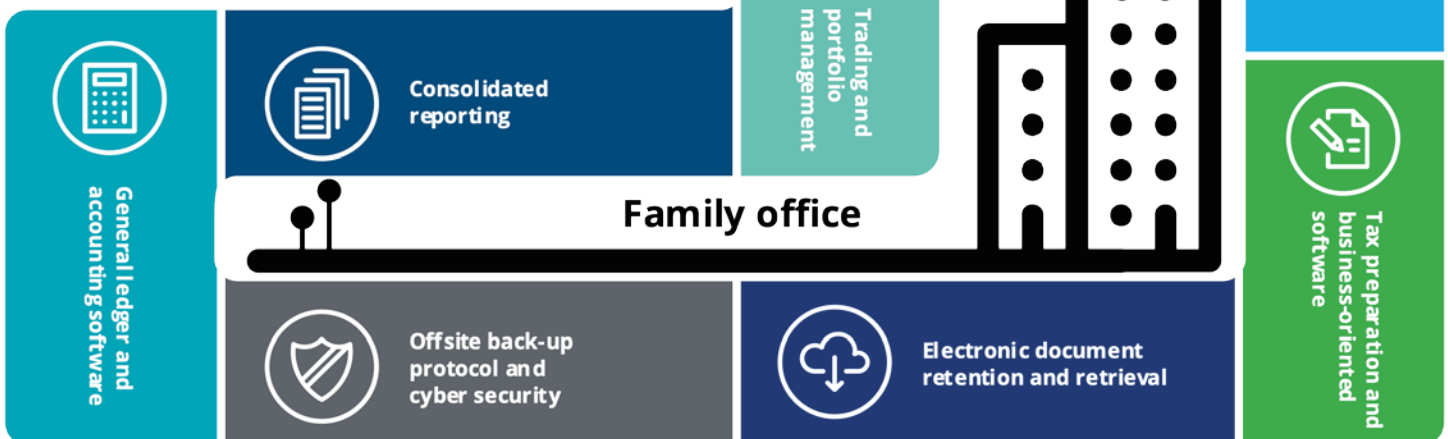 General ledger and
accounting software
Consolidated
reporting
Trading and
portfolio
management
Family office
Offsite back-up
protocol and
cyber security
Electronic document
retention and retrieval
Tax preparation and
business-oriented
software